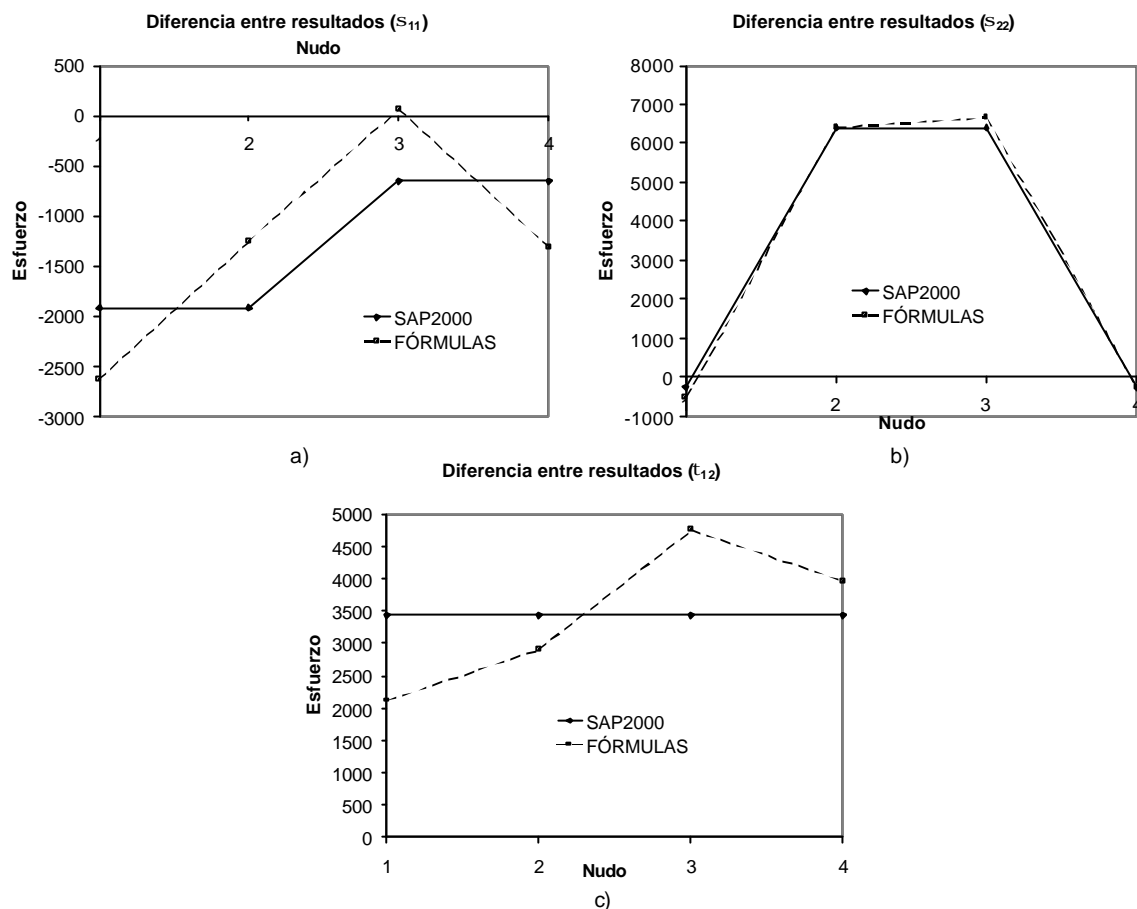 Diferencia entre resultados (s₁₁)
Nudo
500
0
-500
-1000
-1500
-2000
-2500
-3000
2
3
4
Esfuerzo
SAP2000
FÓRMULAS
a)
Diferencia entre resultados (s₂₂)
8000
7000
6000
5000
4000
3000
2000
1000
0
-1000
2
3
4
Esfuerzo
SAP2000
FÓRMULAS
Nudo
b)
Diferencia entre resultados (t₁₂)
5000
4500
4000
3500
3000
2500
2000
1500
1000
500
0
Esfuerzo
SAP2000
FÓRMULAS
1
2
3
4
Nudo
c)